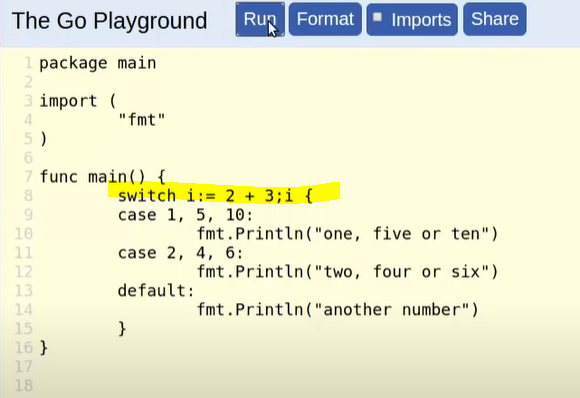 The Go Playground Run Format Imports Share
1 package main
2
3 import (
4 "fmt"
5 )
6
7 func main() {
8 switch i:= 2 + 3;i {
9 case 1, 5, 10:
10 fmt.Println("one, five or ten")
11 case 2, 4, 6:
12 fmt.Println("two, four or six")
13 default:
14 fmt.Println("another number")
15 }
16 }
17
18